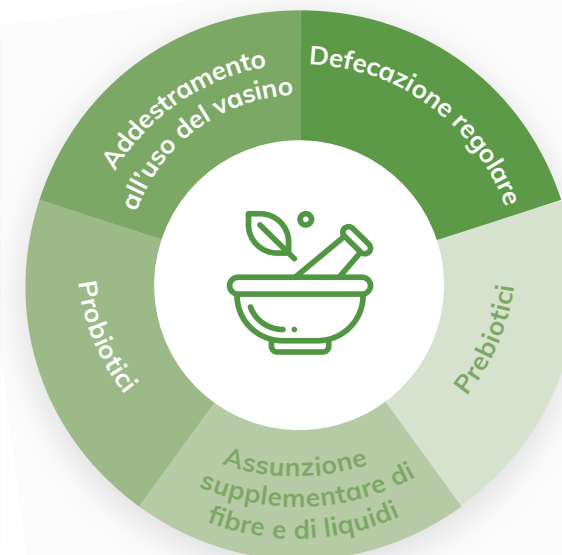 Defecazione regolare
Prebiotici
Assunzione
supplementare di
fibre e di liquidi
Probiotici
Addestramento
all'uso del vasino